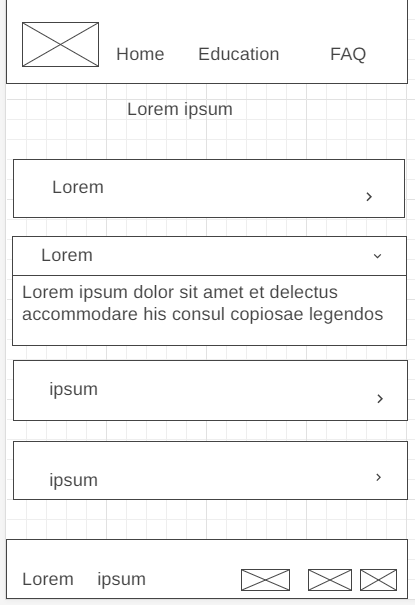 Home Education FAQ
Lorem ipsum
Lorem
Lorem
Lorem ipsum dolor sit amet et delectus
accommodare his consul copiosae legendos
ipsum
ipsum
Lorem ipsum